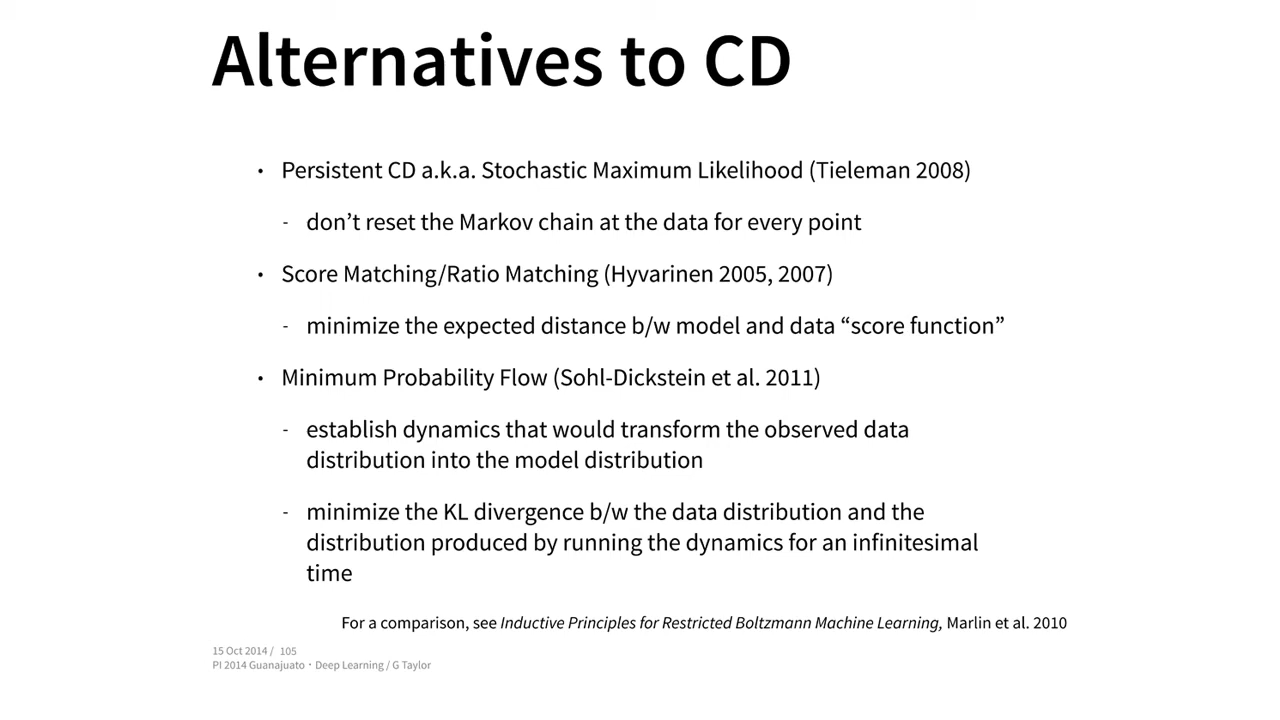 Alternatives to CD
• Persistent CD a.k.a. Stochastic Maximum Likelihood (Tieleman 2008)
- don’t reset the Markov chain at the data for every point
• Score Matching/Ratio Matching (Hyvarinen 2005, 2007)
- minimize the expected distance b/w model and data “score function”
• Minimum Probability Flow (Sohl-Dickstein et al. 2011)
- establish dynamics that would transform the observed data
distribution into the model distribution
- minimize the KL divergence b/w the data distribution and the
distribution produced by running the dynamics for an infinitesimal
time
For a comparison, see Inductive Principles for Restricted Boltzmann Machine Learning, Marlin et al. 2010
15 Oct 2014 / 105
PI 2014 Guanajuato · Deep Learning / G Taylor